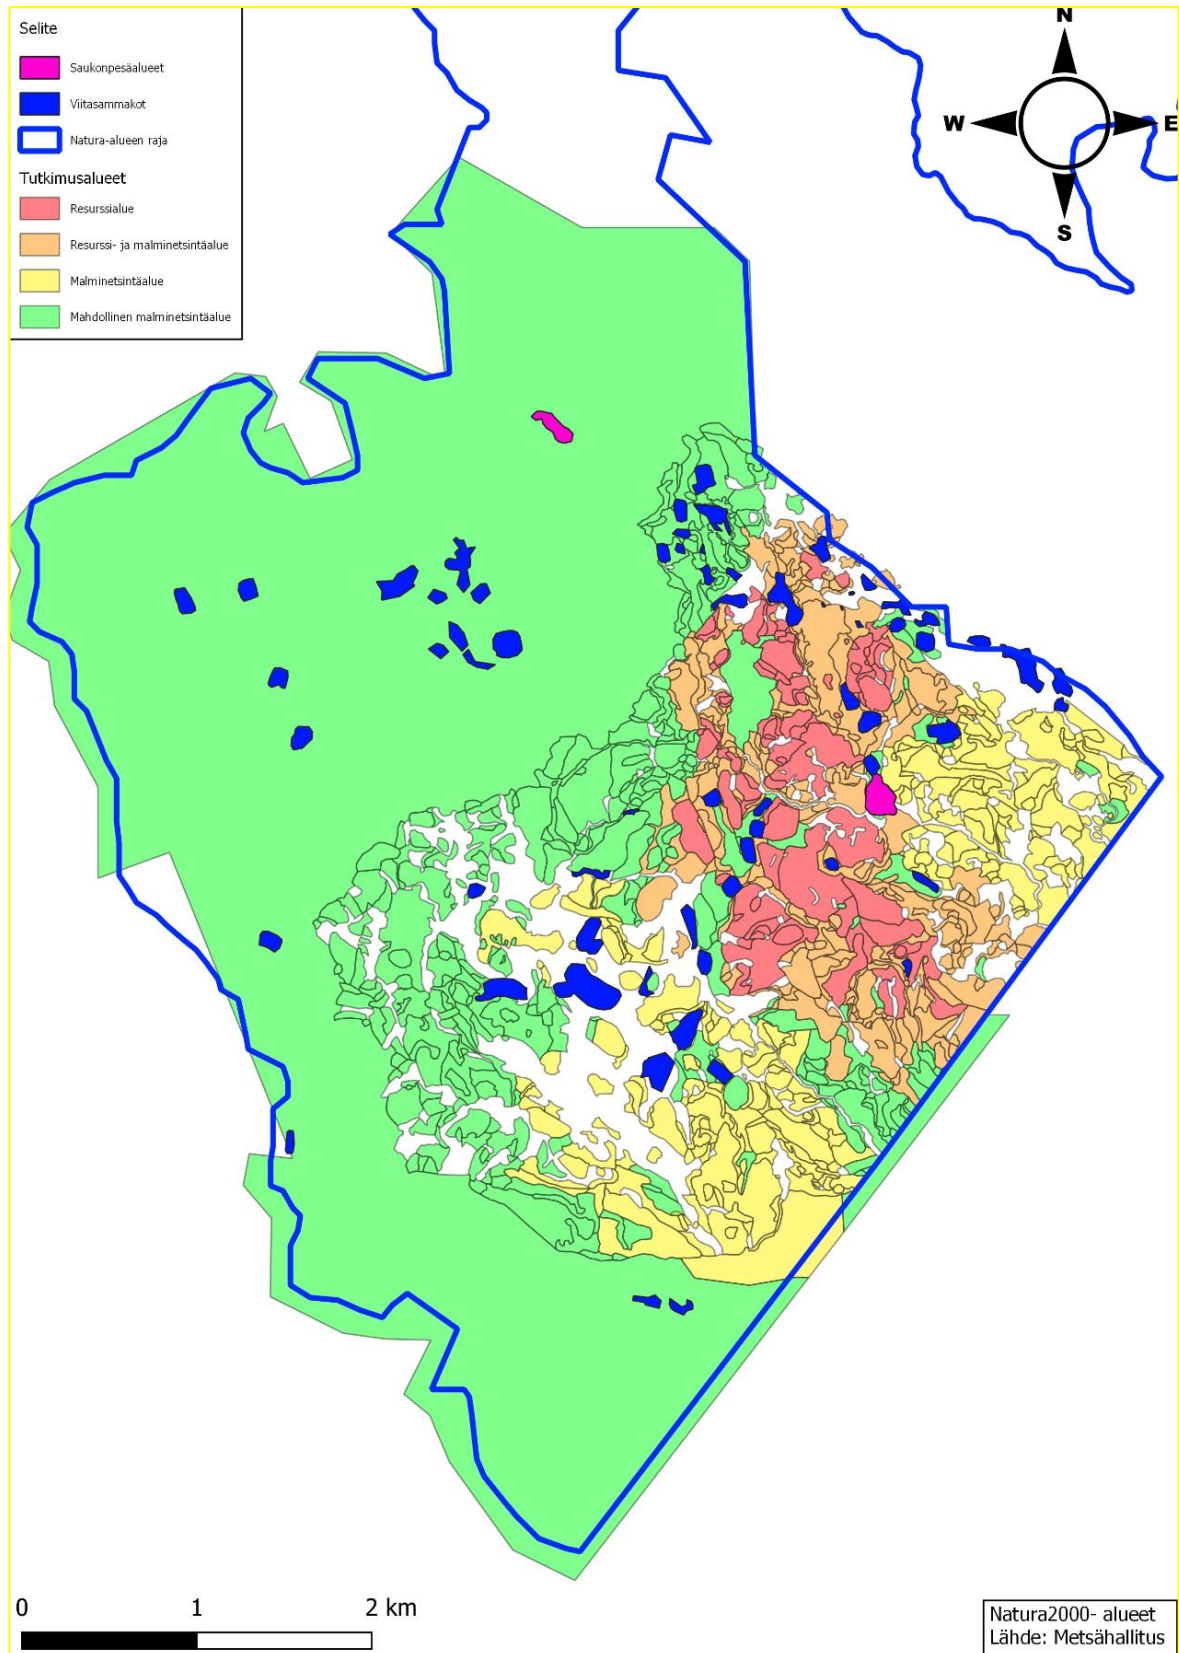 Selite
Saukonpesäalueet
Viitasammakot
Natura-alueen raja
Tutkimusalueet
Resurssialue
Resurssi- ja malminetsintäalue
Malminetsintäalue
Mahdollinen malminetsintäalue
N
W
E
S
0 1 2 km
Natura2000- alueet
Lähde: Metsähallitus